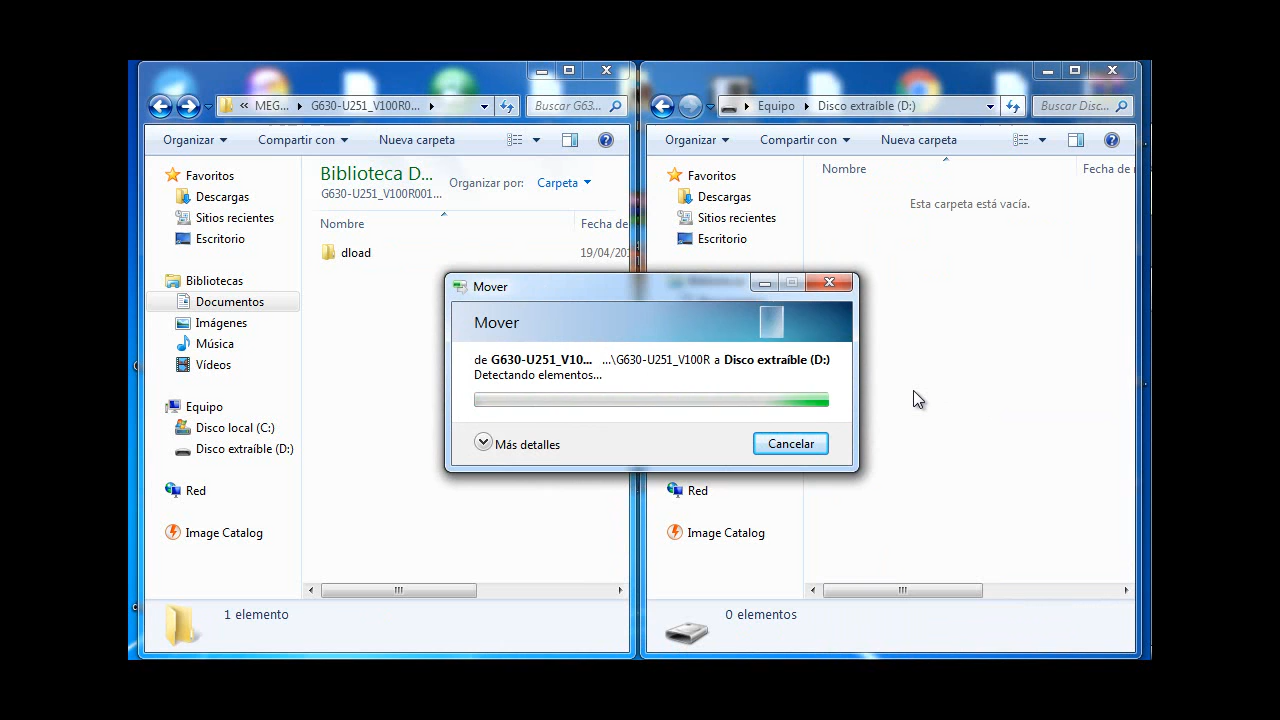 « MEG... G630-U251_V100R0...
Buscar G63...
Organizar
Compartir con
Nueva carpeta
Favoritos
Descargas
Sitios recientes
Escritorio
Bibliotecas
Documentos
Imágenes
Música
Vídeos
Equipo
Disco local (C:)
Disco extraíble (D:)
Red
Image Catalog
Biblioteca D...
G630-U251_V100R001...
Organizar por: Carpeta
Nombre
Fecha de
dload
19/04/20
1 elemento
Equipo Disco extraíble (D:)
Buscar Disc...
Organizar
Compartir con
Nueva carpeta
Favoritos
Descargas
Sitios recientes
Escritorio
Red
Image Catalog
Nombre
Fecha de
Esta carpeta está vacía.
0 elementos
Mover
Mover
de G630-U251_V10... ...\G630-U251_V100R a Disco extraíble (D:)
Detectando elementos...
Más detalles
Cancelar